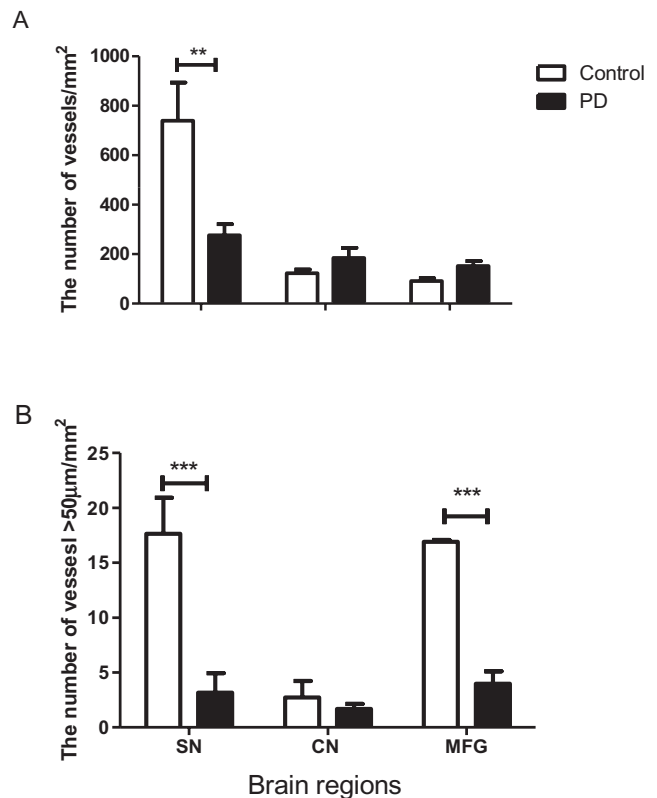 A
The number of vessels/mm²
1000
800
600
400
200
0
**
Control
PD
B
The number of vessesl >50µm/mm²
25
20
15
10
5
0
***
***
SN CN MFG
Brain regions